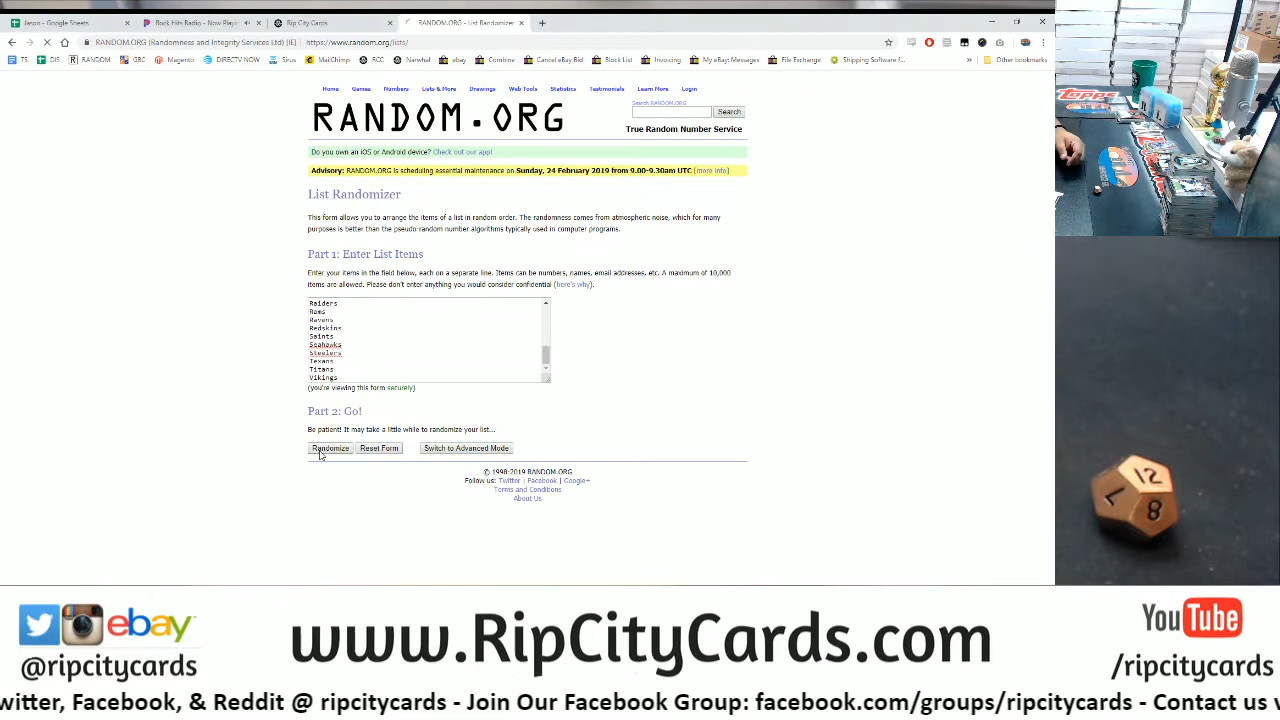 Jason - Google Sheets
Rock Hits Radio - Now Playin
Rip City Cards
RANDOM.ORG - List Randomizer
RANDOM.ORG (Randomness and Integrity Services Ltd) [IE] | https://www.random.org/lists/
TS DIS RANDOM GBC Magento DIRECTV NOW Sirus MailChimp RCC Narwhal ebay Combine Cancel eBay Bid Block List Invoicing My eBay: Messages File Exchange Shipping Software f... » Other bookmarks
Home Games Numbers Lists & More Drawings Web Tools Statistics Testimonials Learn More Login
RANDOM.ORG
Search RANDOM.ORG
Search
True Random Number Service
Do you own an iOS or Android device? Check out our app!
Advisory: RANDOM.ORG is scheduling essential maintenance on Sunday, 24 February 2019 from 9.00-9.30am UTC [more info]
List Randomizer
This form allows you to arrange the items of a list in random order. The randomness comes from atmospheric noise, which for many
purposes is better than the pseudo-random number algorithms typically used in computer programs.
Part 1: Enter List Items
Enter your items in the field below, each on a separate line. Items can be numbers, names, email addresses, etc. A maximum of 10,000
items are allowed. Please don't enter anything you would consider confidential (here's why).
Raiders
Rams
Ravens
Redskins
Saints
Seahawks
Steelers
Texans
Titans
Vikings
(you're viewing this form securely)
Part 2: Go!
Be patient! It may take a little while to randomize your list...
Randomize Reset Form Switch to Advanced Mode
© 1998-2019 RANDOM.ORG
Follow us: Twitter | Facebook | Google+
Terms and Conditions
About Us
topps
12
7
8
ebay
@ripcitycards
www.RipCityCards.com
YouTube
/ripcitycards
witter, Facebook, & Reddit @ ripcitycards - Join Our Facebook Group: facebook.com/groups/ripcitycards - Contact us